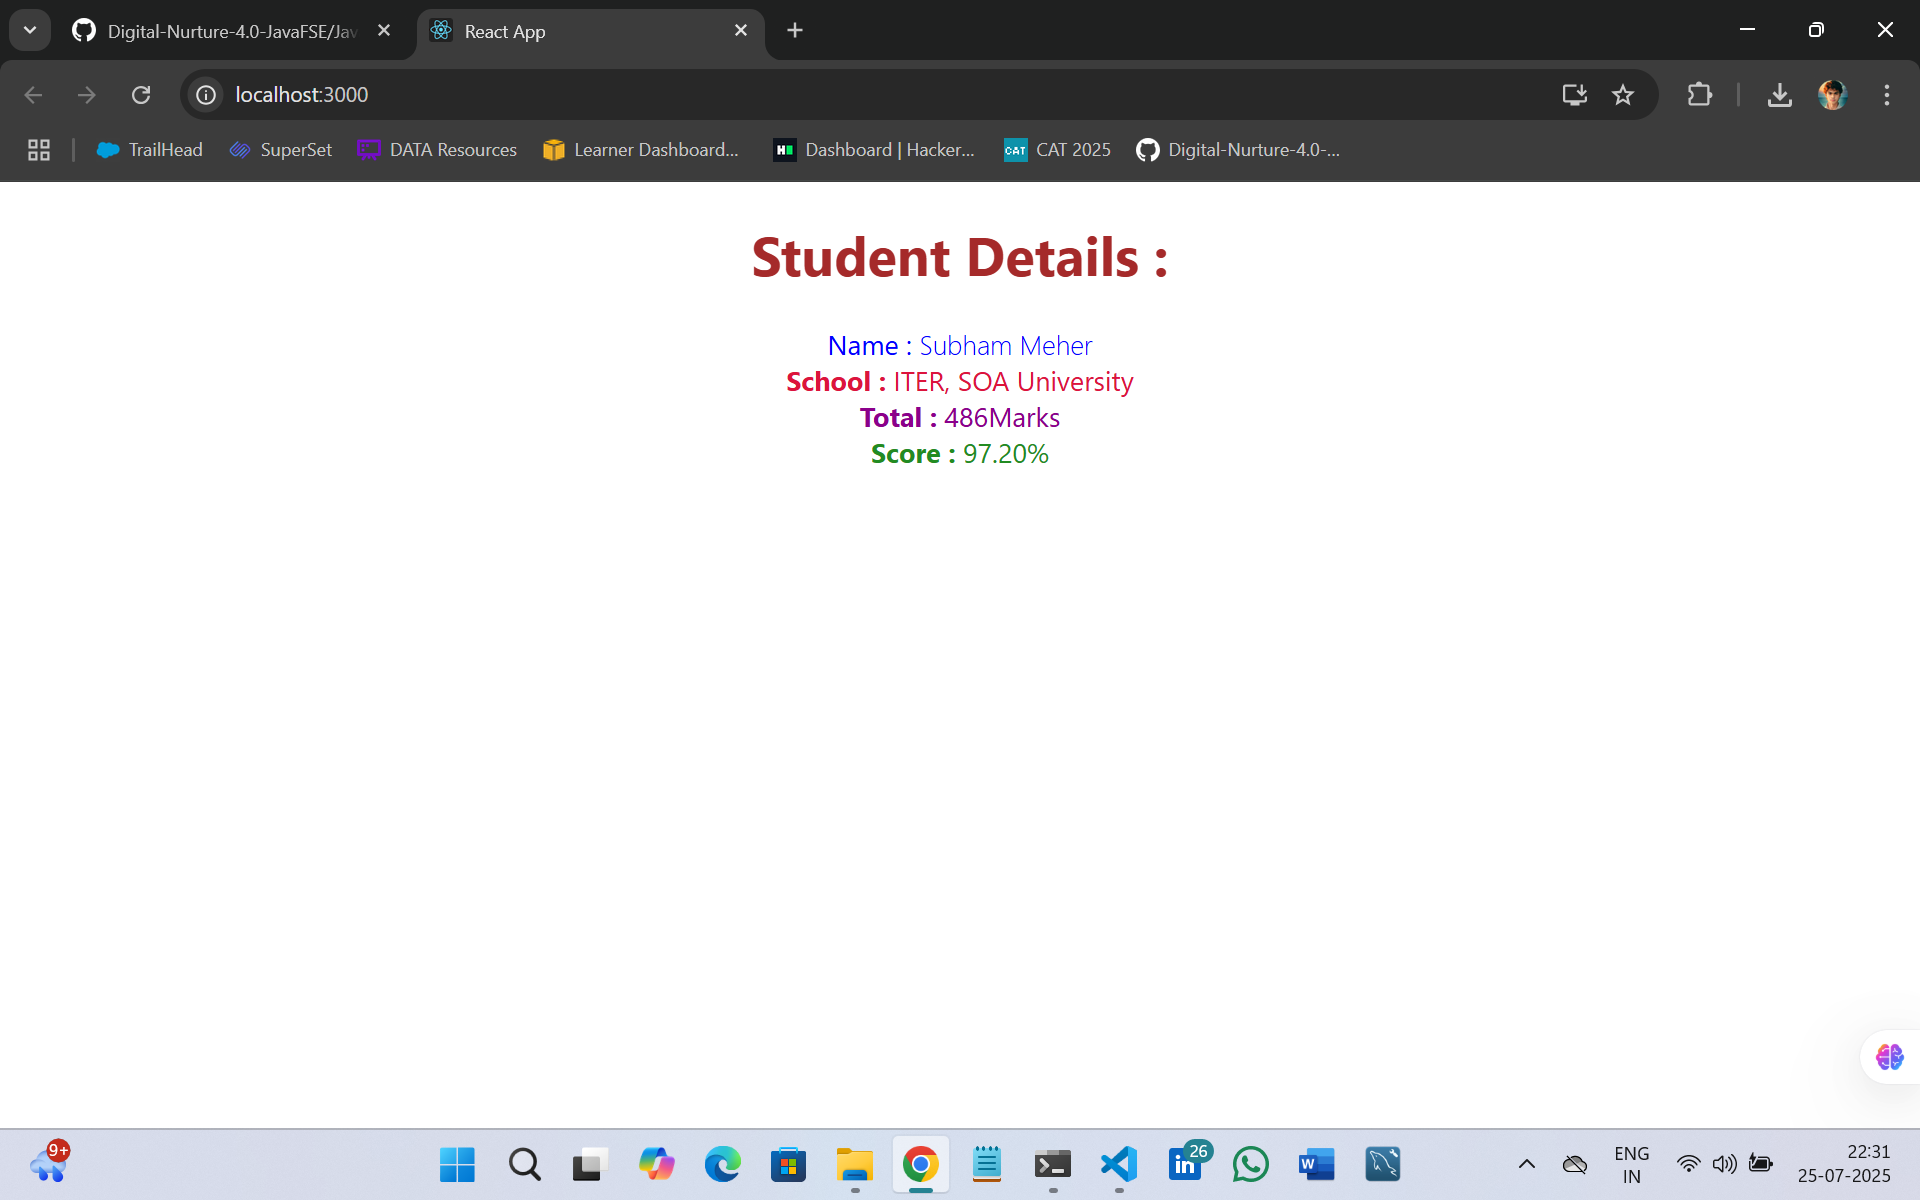 Digital-Nurture-4.0-JavaFSE/Jav
React App
localhost:3000
TrailHead
SuperSet
DATA Resources
Learner Dashboard...
Dashboard | Hacker...
CAT
CAT 2025
Digital-Nurture-4.0-...
Student Details :
Name : Subham Meher
School : ITER, SOA University
Total : 486Marks
Score : 97.20%
9+
26
ENG
IN
22:31
25-07-2025